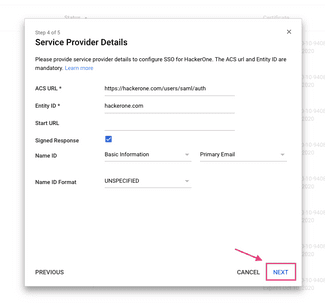 Status
Certificate
Step 4 of 5
Service Provider Details
Please provide service provider details to configure SSO for HackerOne. The ACS url and Entity ID are
mandatory. Learn more
ACS URL *
https://hackerone.com/users/saml/auth
Entity ID *
hackerone.com
Start URL
Signed Response
Name ID
Basic Information
Primary Email
Name ID Format
UNSPECIFIED
PREVIOUS
CANCEL
NEXT